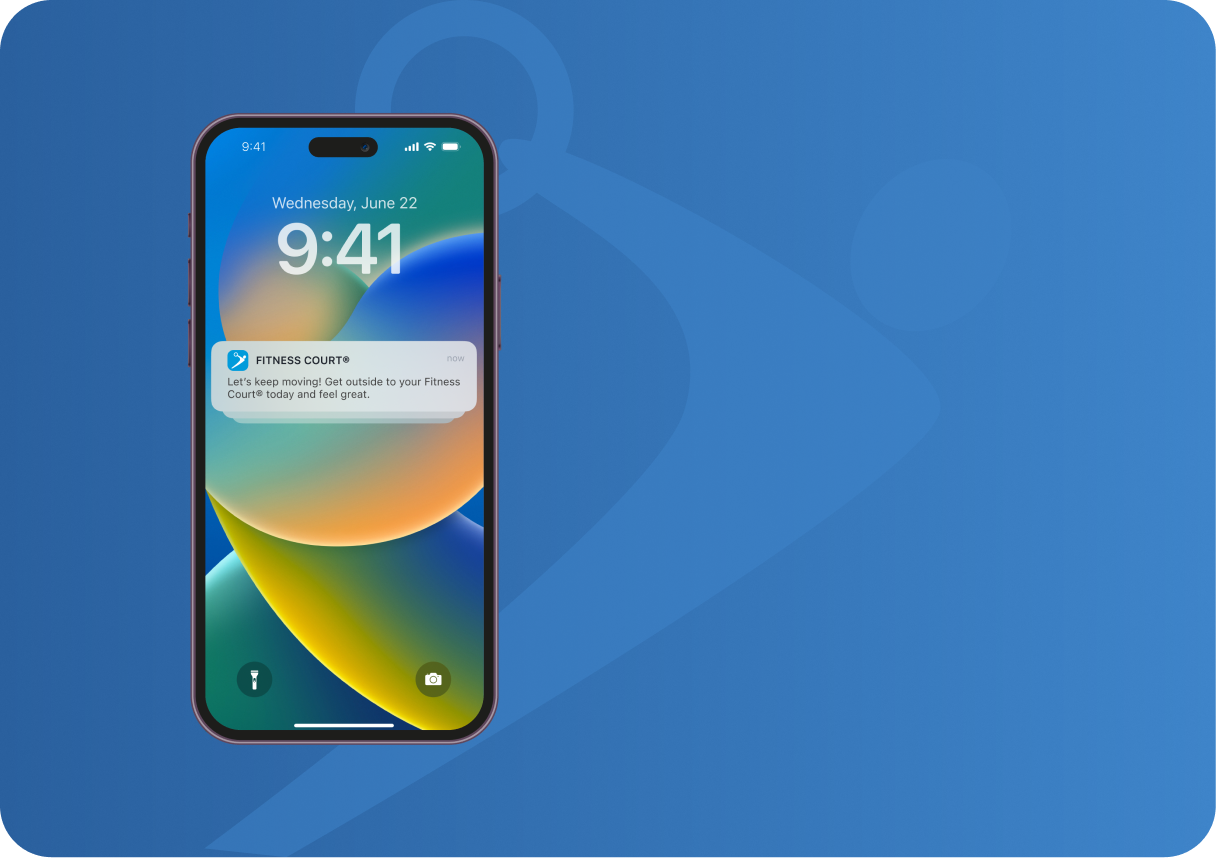 9:41
Wednesday, June 22
9:41
FITNESS COURT® now
Let's keep moving! Get outside to your Fitness
Court® today and feel great.